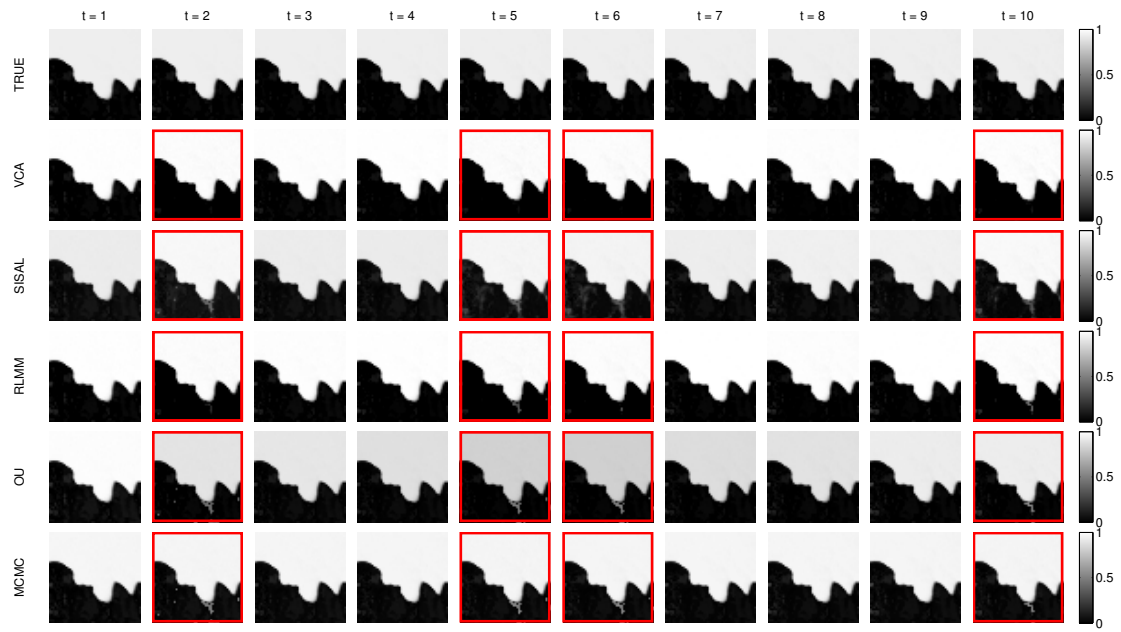 t = 1 t = 2 t = 3 t = 4 t = 5 t = 6 t = 7 t = 8 t = 9 t = 10
TRUE 1 0.5 0
VCA 1 0.5 0
SISAL 1 0.5 0
RLMM 1 0.5 0
OU 1 0.5 0
MCMC 1 0.5 0